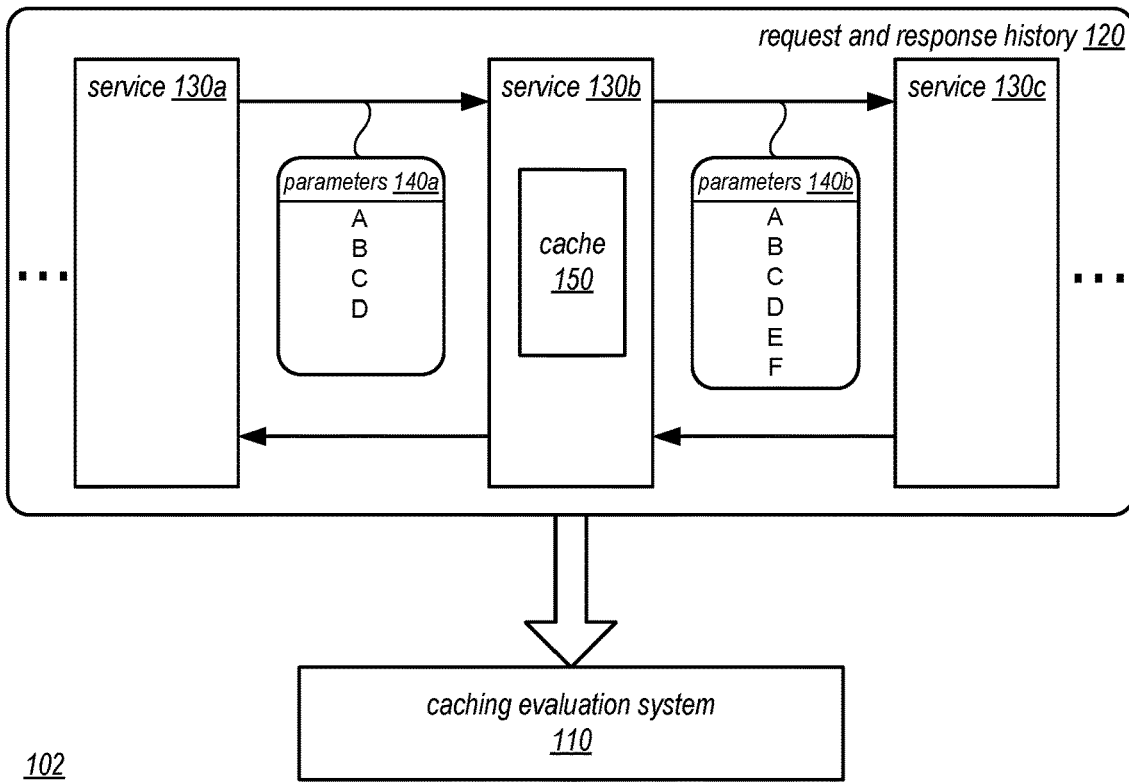 request and response history 120
service 130a
service 130b
service 130c
parameters 140a
A
B
C
D
cache
150
parameters 140b
A
B
C
D
E
F
...
...
caching evaluation system
110
102